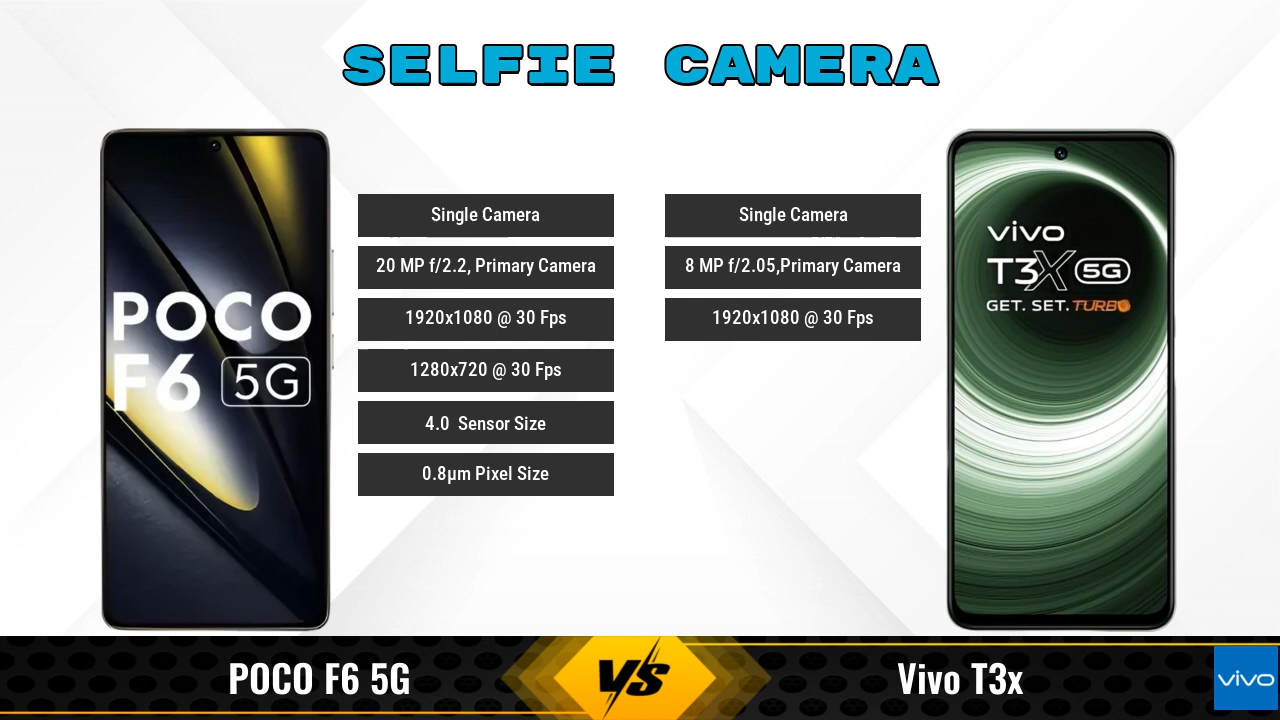 SELFIE CAMERA
POCO
F6 5G
Single Camera
20 MP f/2.2, Primary Camera
1920x1080 @ 30 Fps
1280x720 @ 30 Fps
4.0  Sensor Size
0.8µm Pixel Size
Single Camera
8 MP f/2.05,Primary Camera
1920x1080 @ 30 Fps
vivo
T3X 5G
GET. SET. TURBO
POCO F6 5G
VS
Vivo T3x
vivo